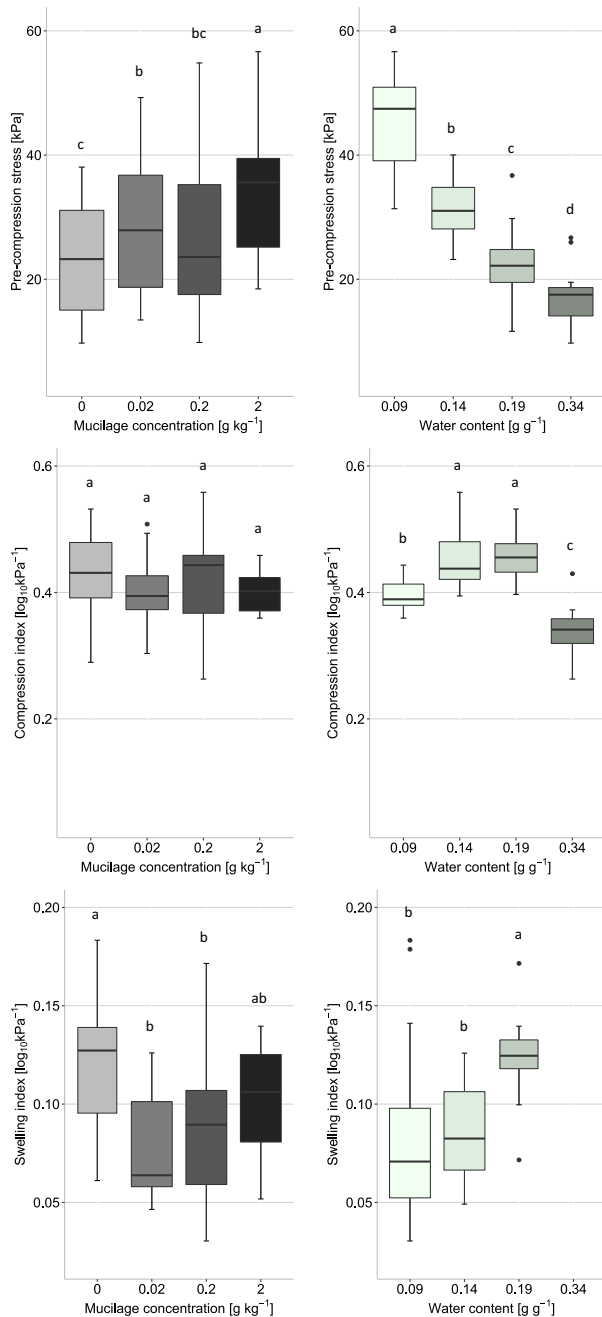 60
40
20
Pre-compression stress [kPa]
c
b
bc
a
0 0.02 0.2 2
Mucilage concentration [g kg⁻¹]
60
40
20
Pre-compression stress [kPa]
a
b
c
d
0.09 0.14 0.19 0.34
Water content [g g⁻¹]
0.6
0.4
0.2
Compression index [log₁₀kPa⁻¹]
a
a
a
a
0 0.02 0.2 2
Mucilage concentration [g kg⁻¹]
0.6
0.4
0.2
Compression index [log₁₀kPa⁻¹]
b
a
a
c
0.09 0.14 0.19 0.34
Water content [g g⁻¹]
0.20
0.15
0.10
0.05
Swelling index [log₁₀kPa⁻¹]
a
b
b
ab
0 0.02 0.2 2
Mucilage concentration [g kg⁻¹]
0.20
0.15
0.10
0.05
Swelling index [log₁₀kPa⁻¹]
b
b
a
0.09 0.14 0.19 0.34
Water content [g g⁻¹]